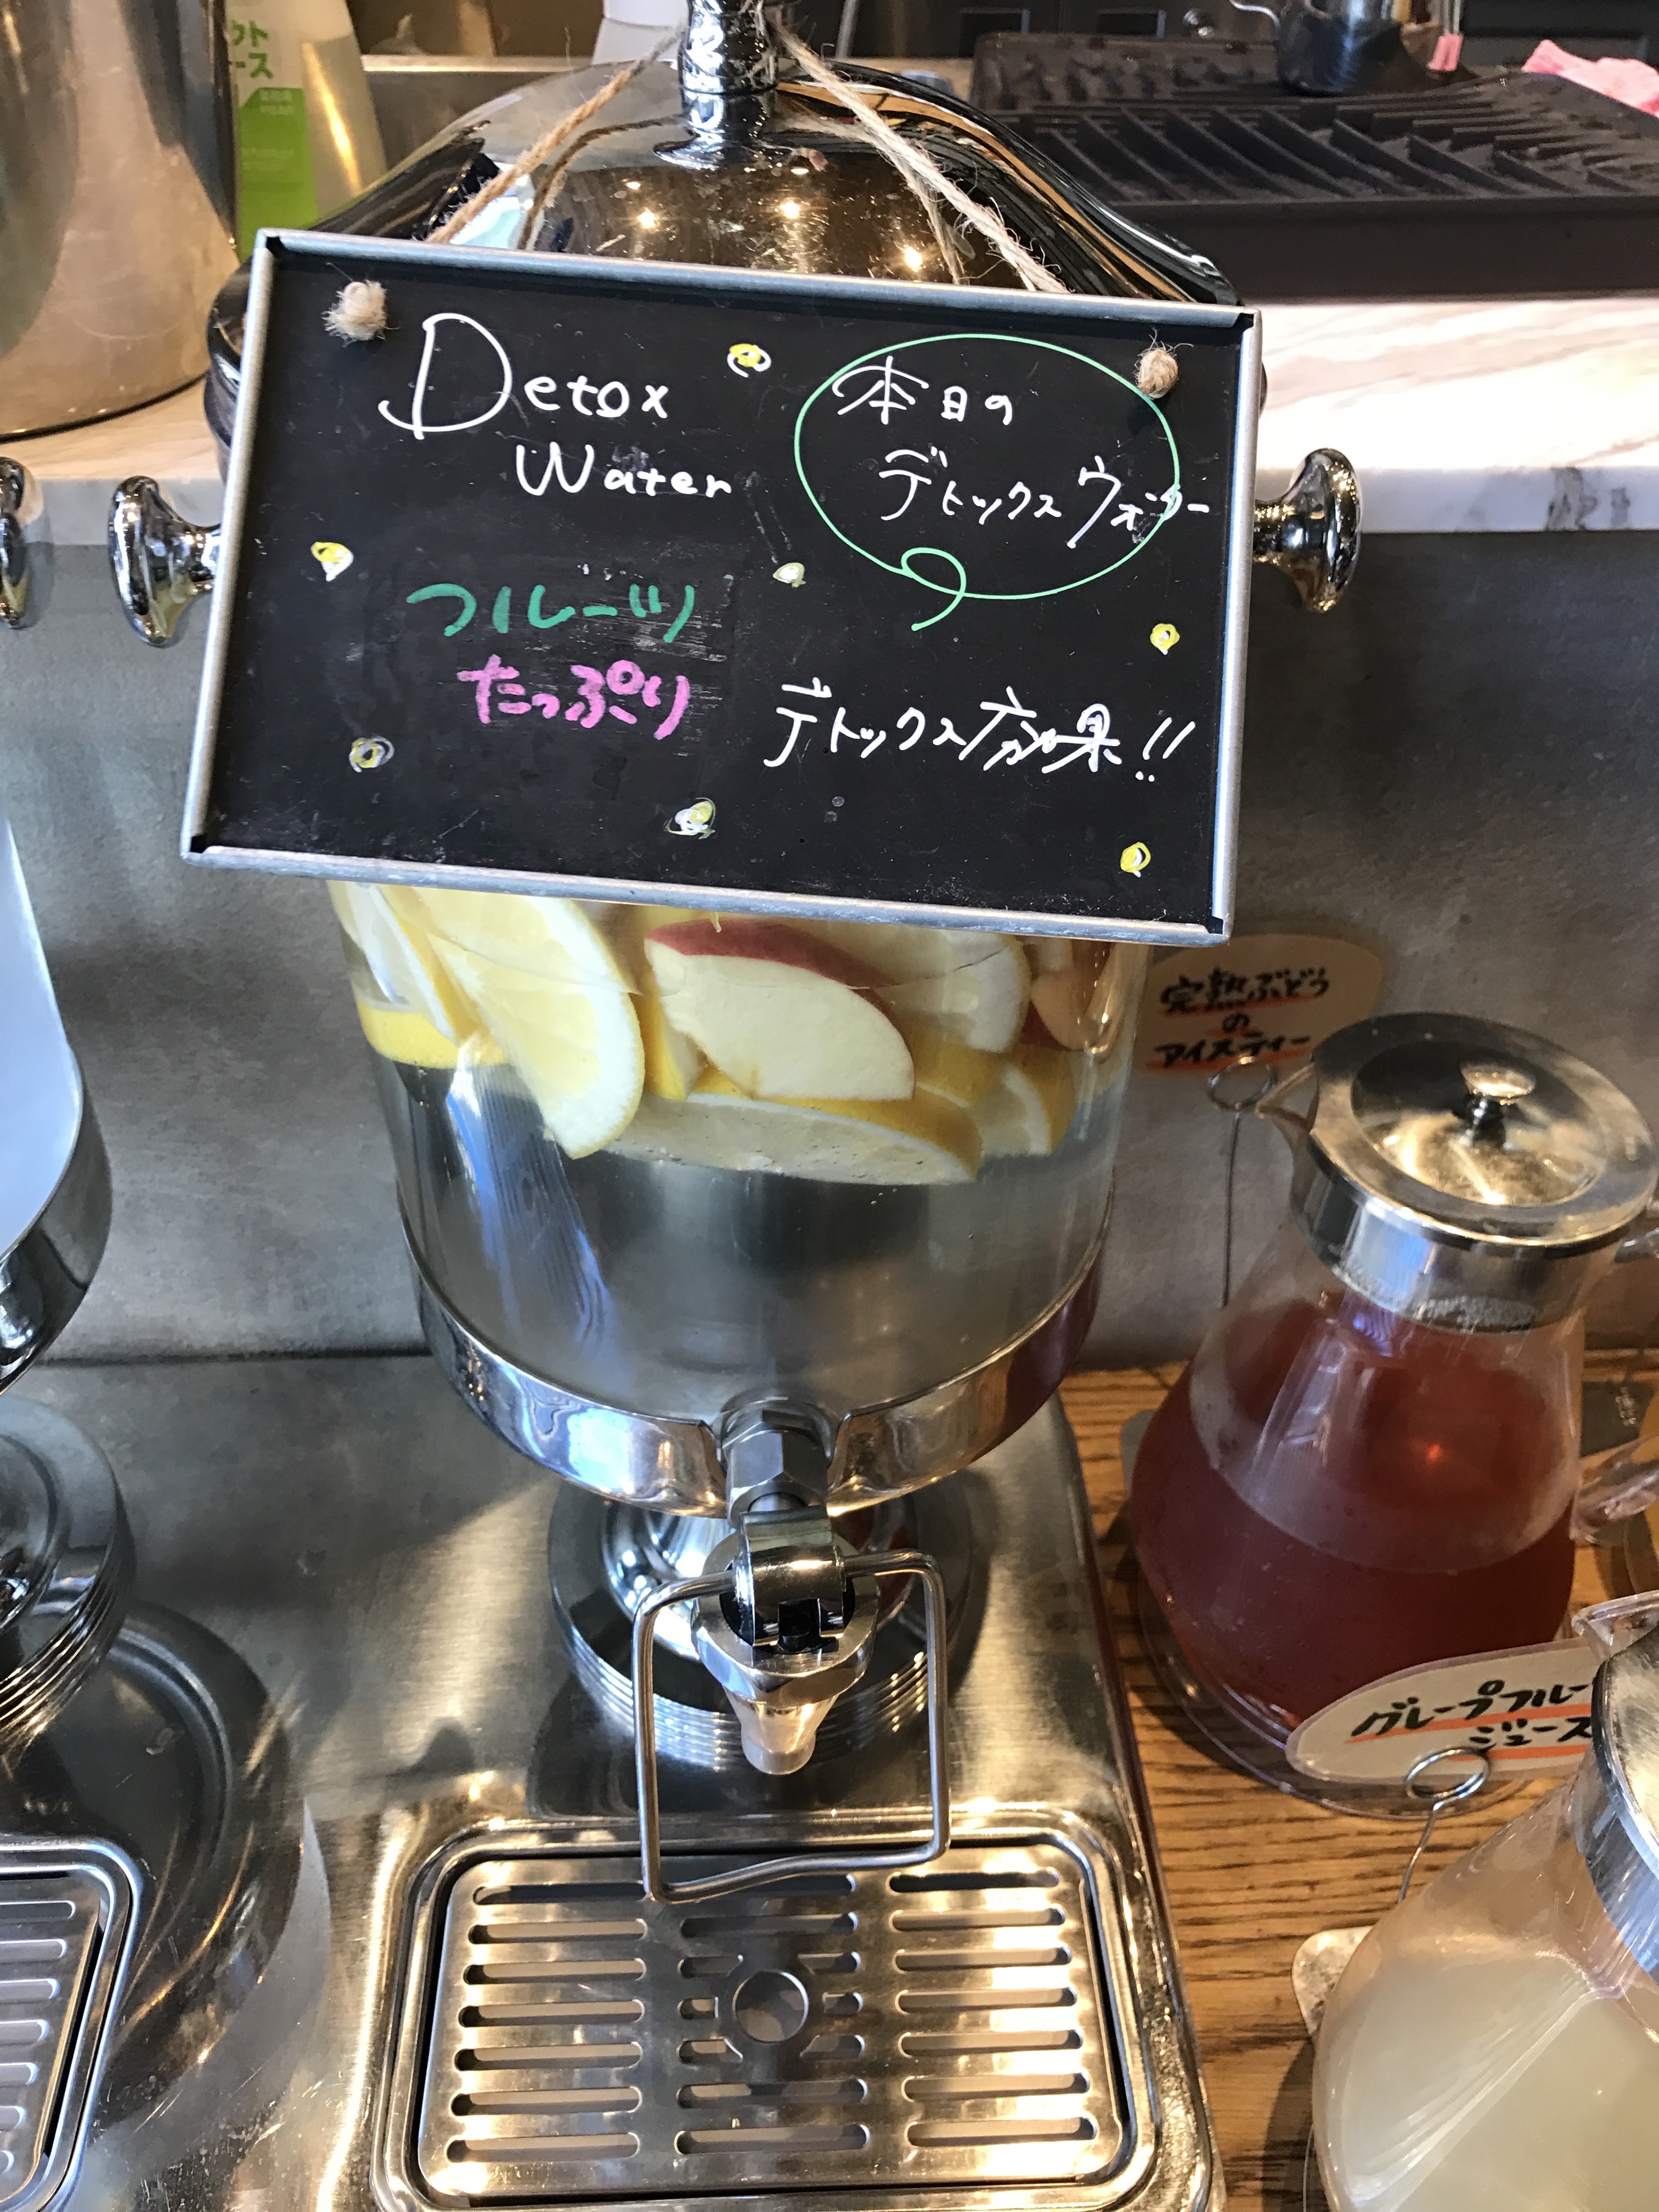 Detox
Water
本日の
デトックスウォーター
フルーツ
たっぷり
デトックス効果!!
完熟ぶどう
の
アイスティー
グレープフルー
ジュース